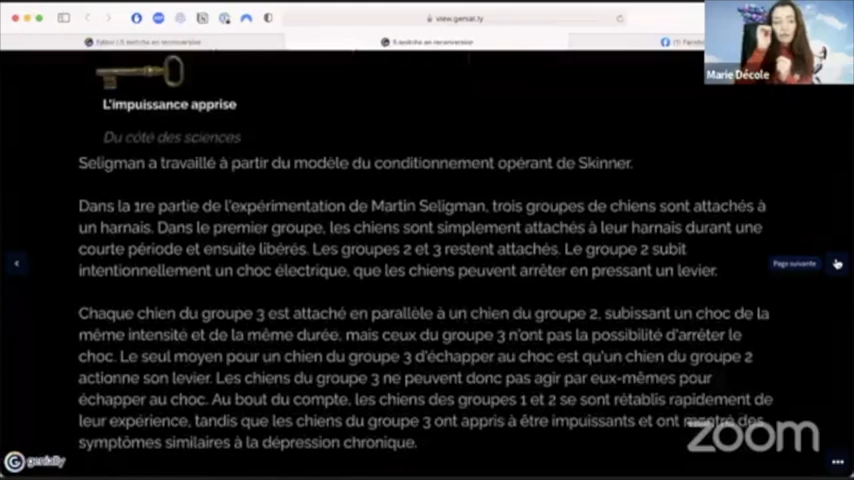 view.genial.ly
5 switchs en reconversion
Marie Décole
L'impuissance apprise
Du côté des sciences
Seligman a travaillé à partir du modèle du conditionnement opérant de Skinner.
Dans la 1re partie de l'expérimentation de Martin Seligman, trois groupes de chiens sont attachés à
un harnais. Dans le premier groupe, les chiens sont simplement attachés à leur harnais durant une
courte période et ensuite libérés. Les groupes 2 et 3 restent attachés. Le groupe 2 subit
intentionnellement un choc électrique, que les chiens peuvent arrêter en pressant un levier.
Page suivante
Chaque chien du groupe 3 est attaché en parallèle à un chien du groupe 2, subissant un choc de la
même intensité et de la même durée, mais ceux du groupe 3 n'ont pas la possibilité d'arrêter le
choc. Le seul moyen pour un chien du groupe 3 d'échapper au choc est qu'un chien du groupe 2
actionne son levier. Les chiens du groupe 3 ne peuvent donc pas agir par eux-mêmes pour
échapper au choc. Au bout du compte, les chiens des groupes 1 et 2 se sont rétablis rapidement de
leur expérience, tandis que les chiens du groupe 3 ont appris à être impuissants et ont montré des
symptômes similaires à la dépression chronique.
zoom
genially